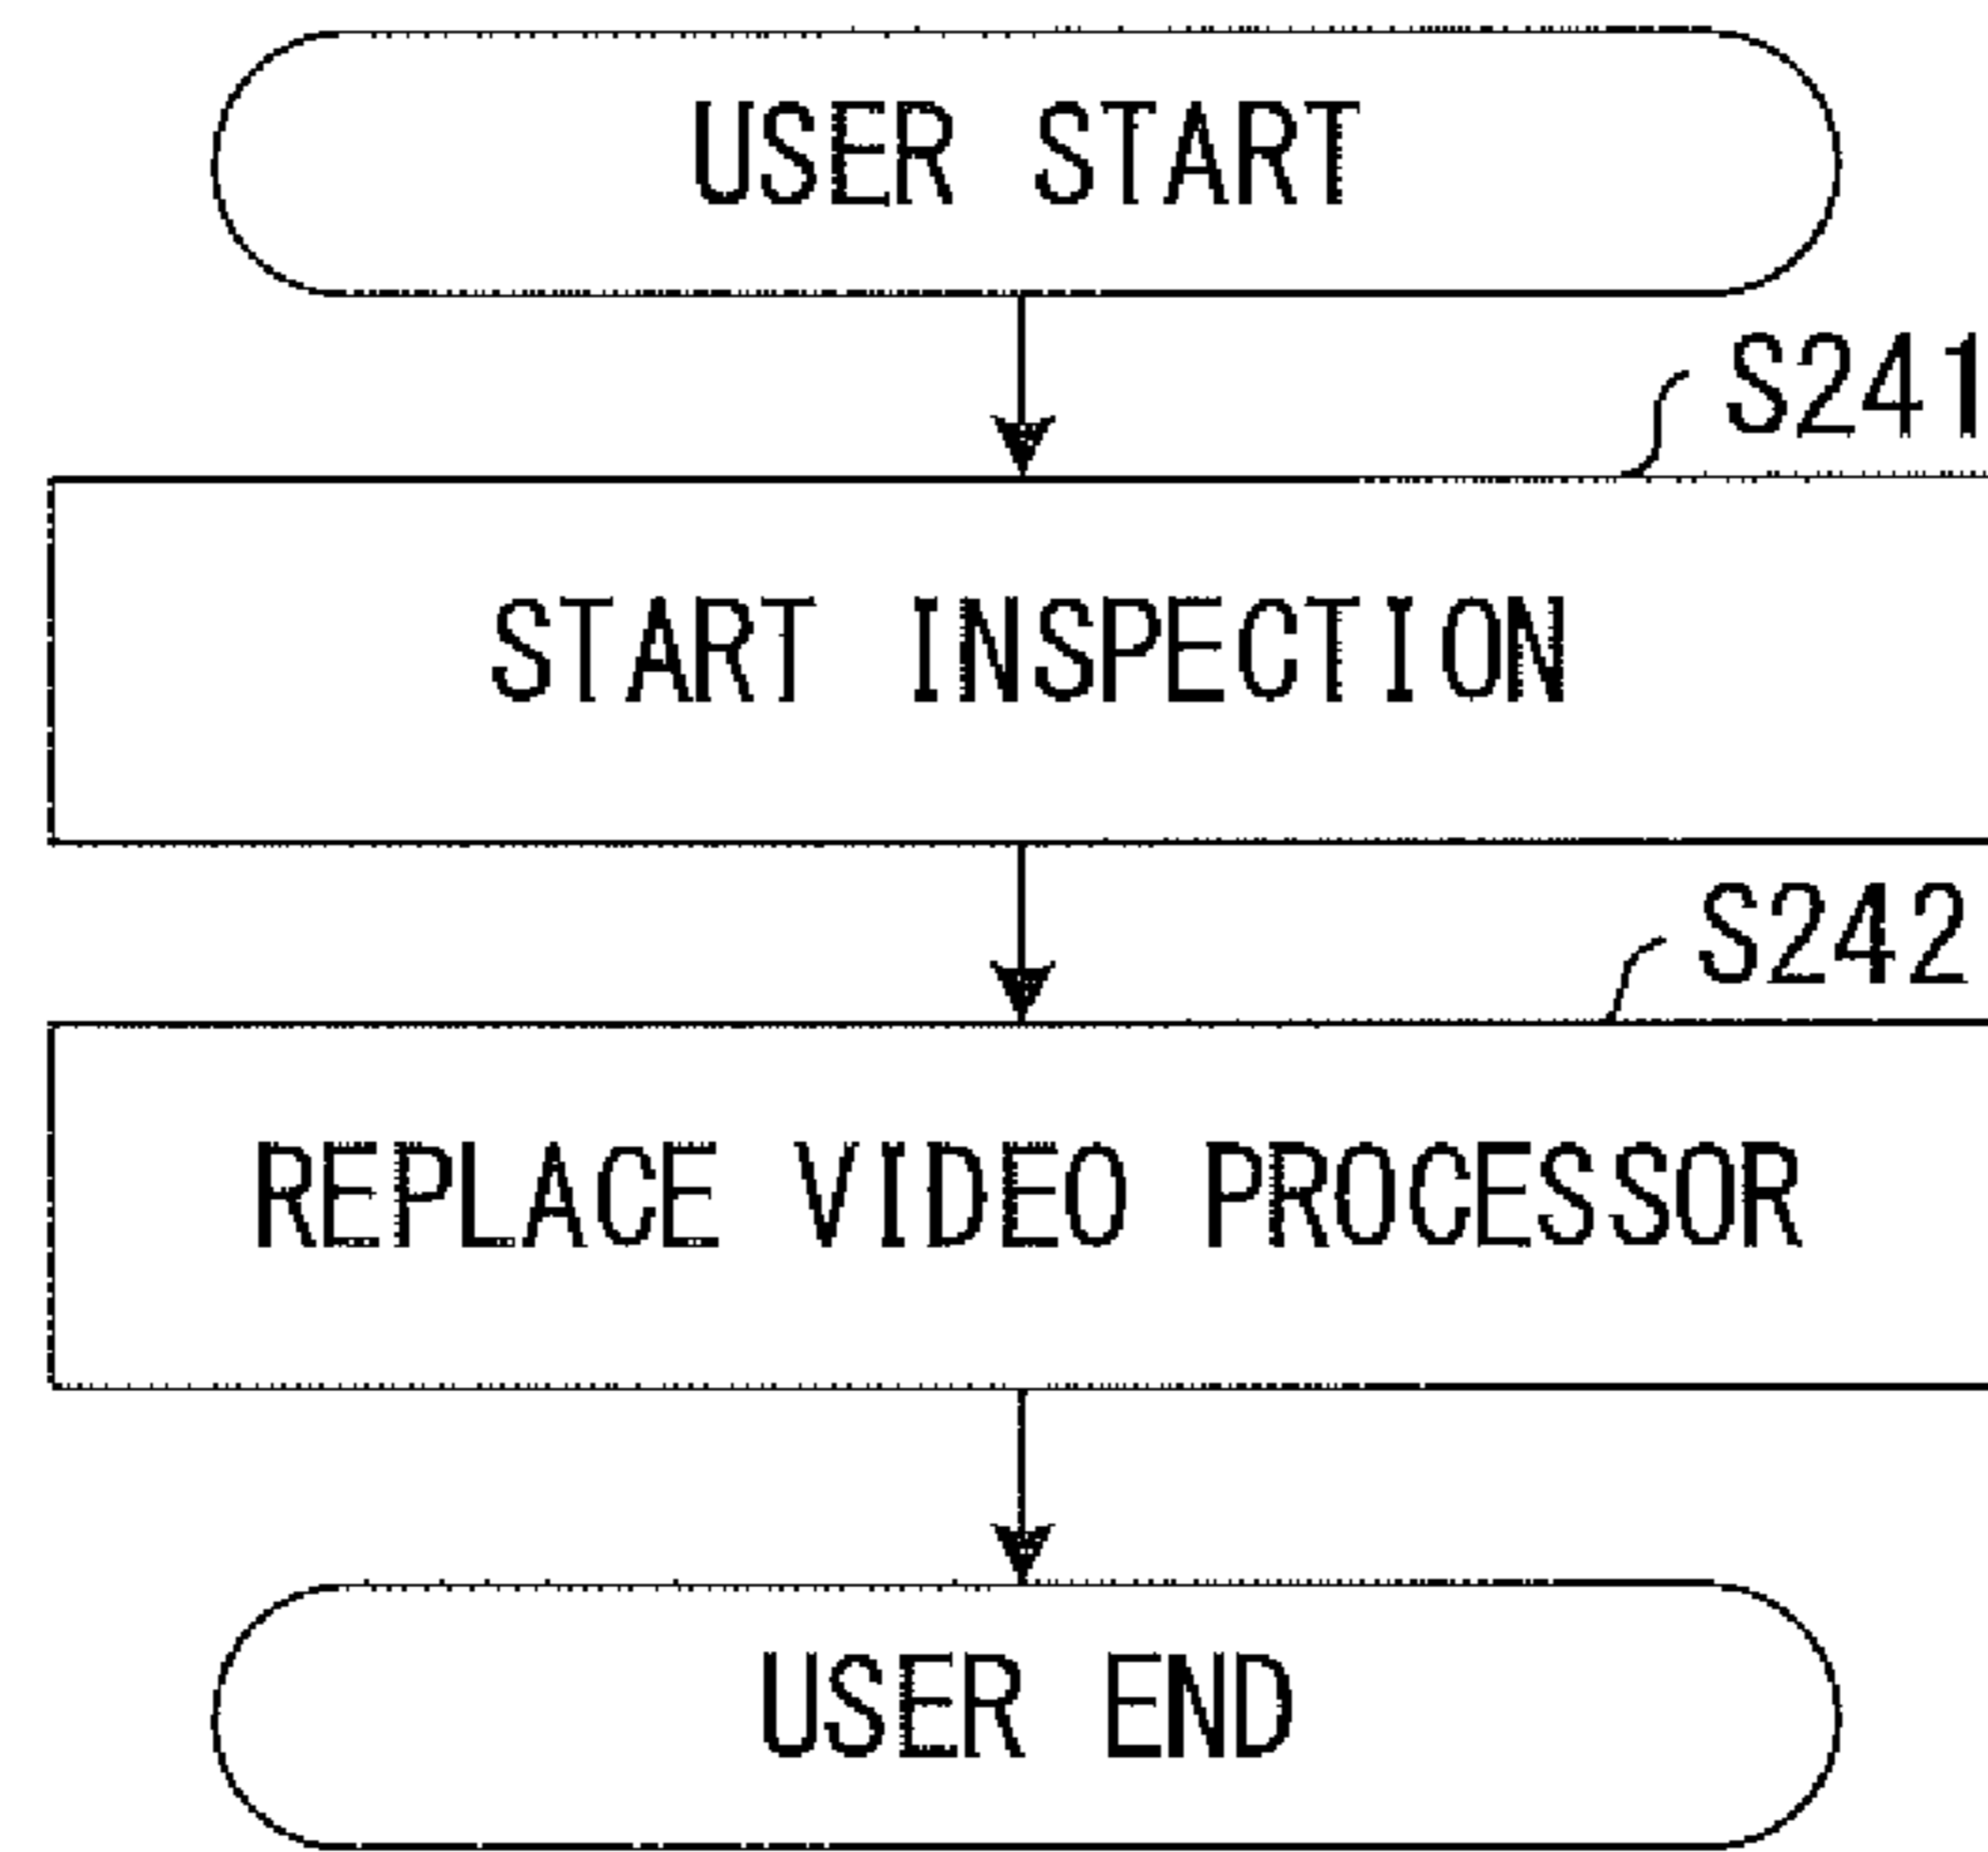 USER START
S241
START INSPECTION
S242
REPLACE VIDEO PROCESSOR
USER END